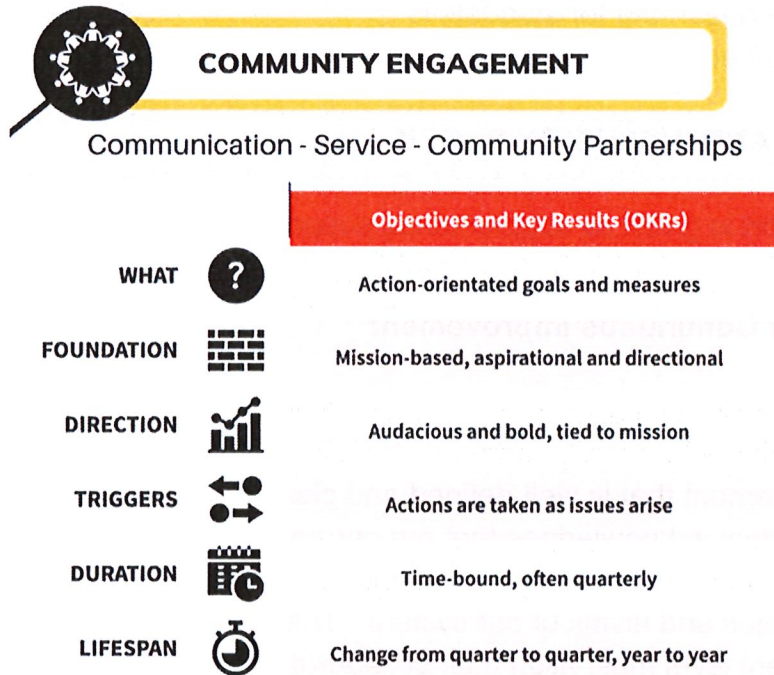 COMMUNITY ENGAGEMENT
Communication - Service - Community Partnerships
Objectives and Key Results (OKRs)
WHAT
?
Action-orientated goals and measures
FOUNDATION
Mission-based, aspirational and directional
DIRECTION
Audacious and bold, tied to mission
TRIGGERS
Actions are taken as issues arise
DURATION
Time-bound, often quarterly
LIFESPAN
Change from quarter to quarter, year to year